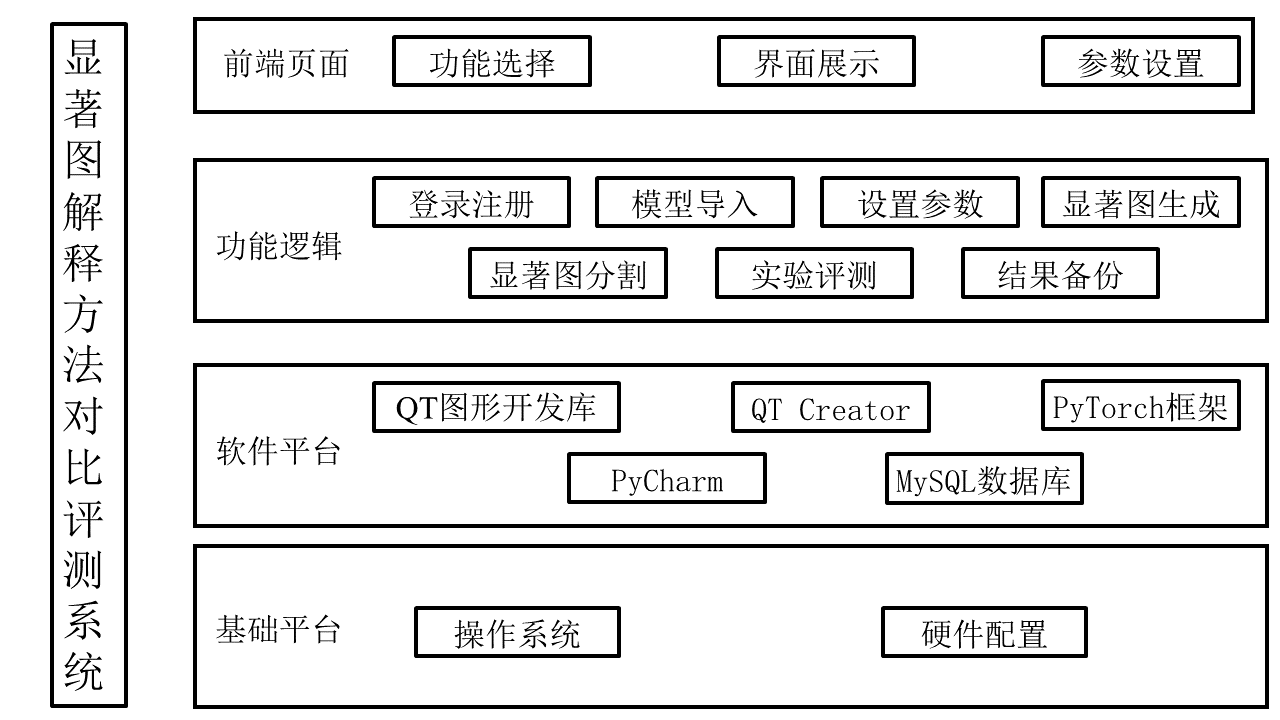 显著图解释方法对比评测系统
前端页面
功能选择
界面展示
参数设置
功能逻辑
登录注册
模型导入
设置参数
显著图生成
显著图分割
实验评测
结果备份
软件平台
QT图形开发库
QT Creator
PyTorch框架
PyCharm
MySQL数据库
基础平台
操作系统
硬件配置